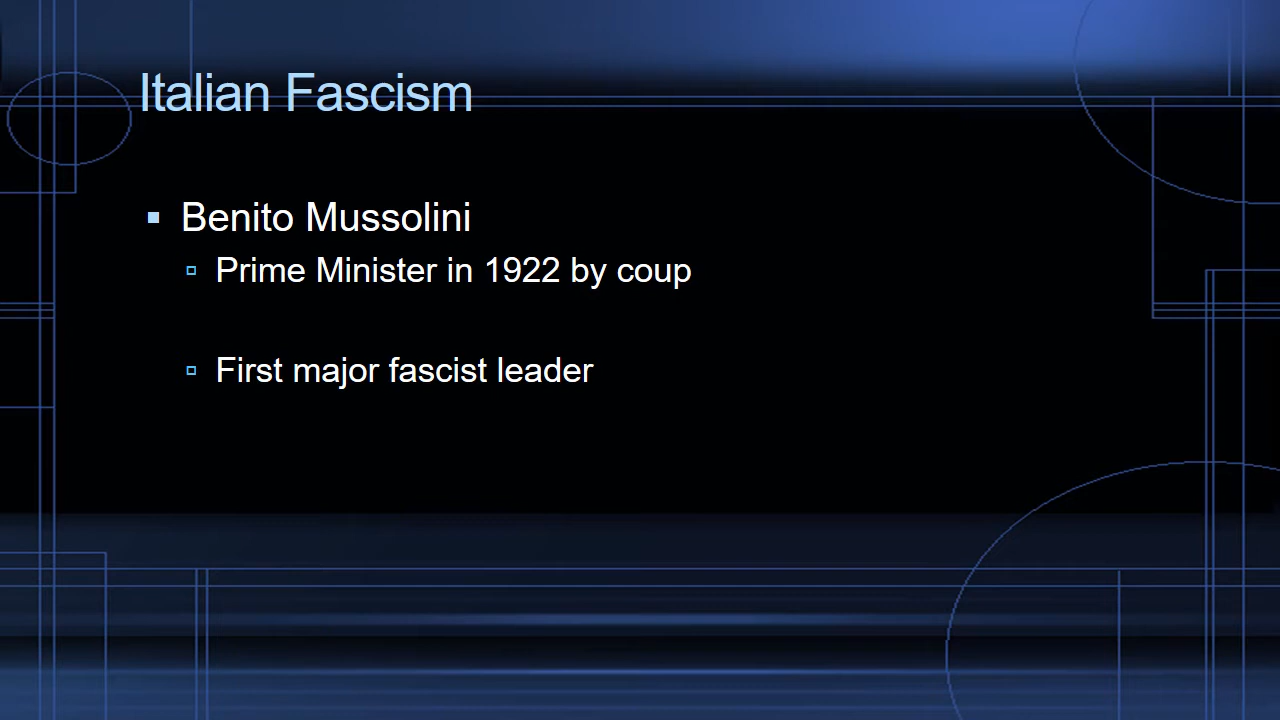 Italian Fascism
Benito Mussolini
Prime Minister in 1922 by coup
First major fascist leader